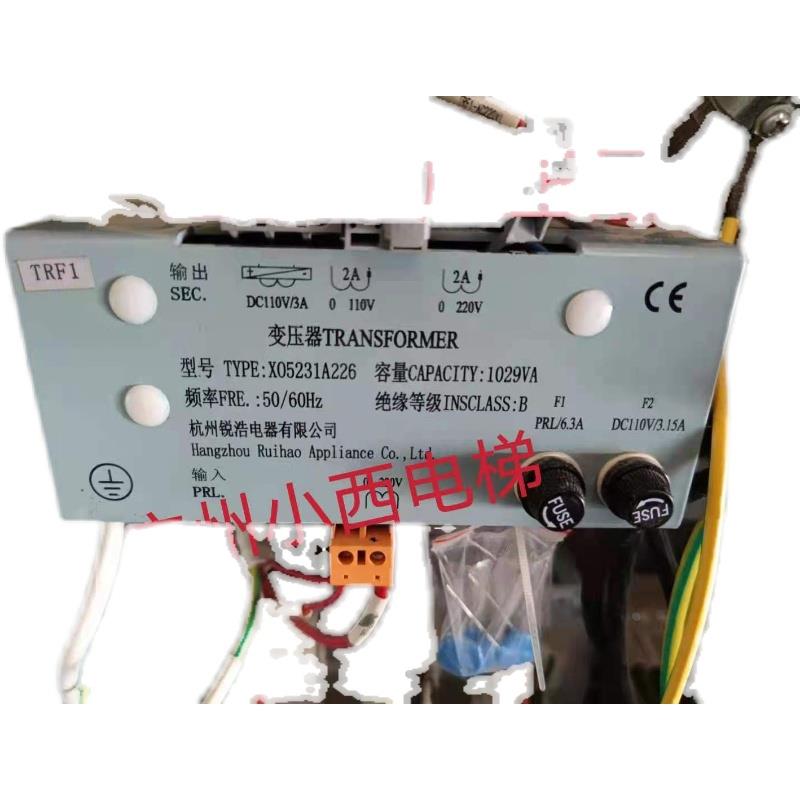 TRF1
输出
SEC.
DC110V/3A
2A
0 110V
2A
0 220V
CE
变压器TRANSFORMER
型号 TYPE:XO5231A226 容量CAPACITY:1029VA
频率FRE.:50/60Hz 绝缘等级INSCLASS:B
F1
PRL/6.3A
F2
DC110V/3.15A
杭州锐浩电器有限公司
Hangzhou Ruihao Appliance Co.,Ltd.
输入
PRL.
州小西电梯
FUSE
FUSE